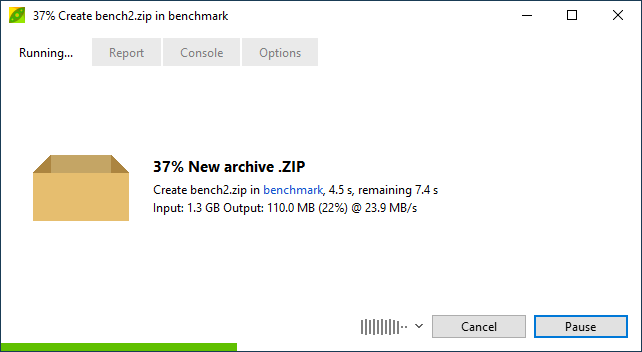 37% Create bench2.zip in benchmark
Running... Report Console Options
37% New archive .ZIP
Create bench2.zip in benchmark, 4.5 s, remaining 7.4 s
Input: 1.3 GB Output: 110.0 MB (22%) @ 23.9 MB/s
Cancel Pause